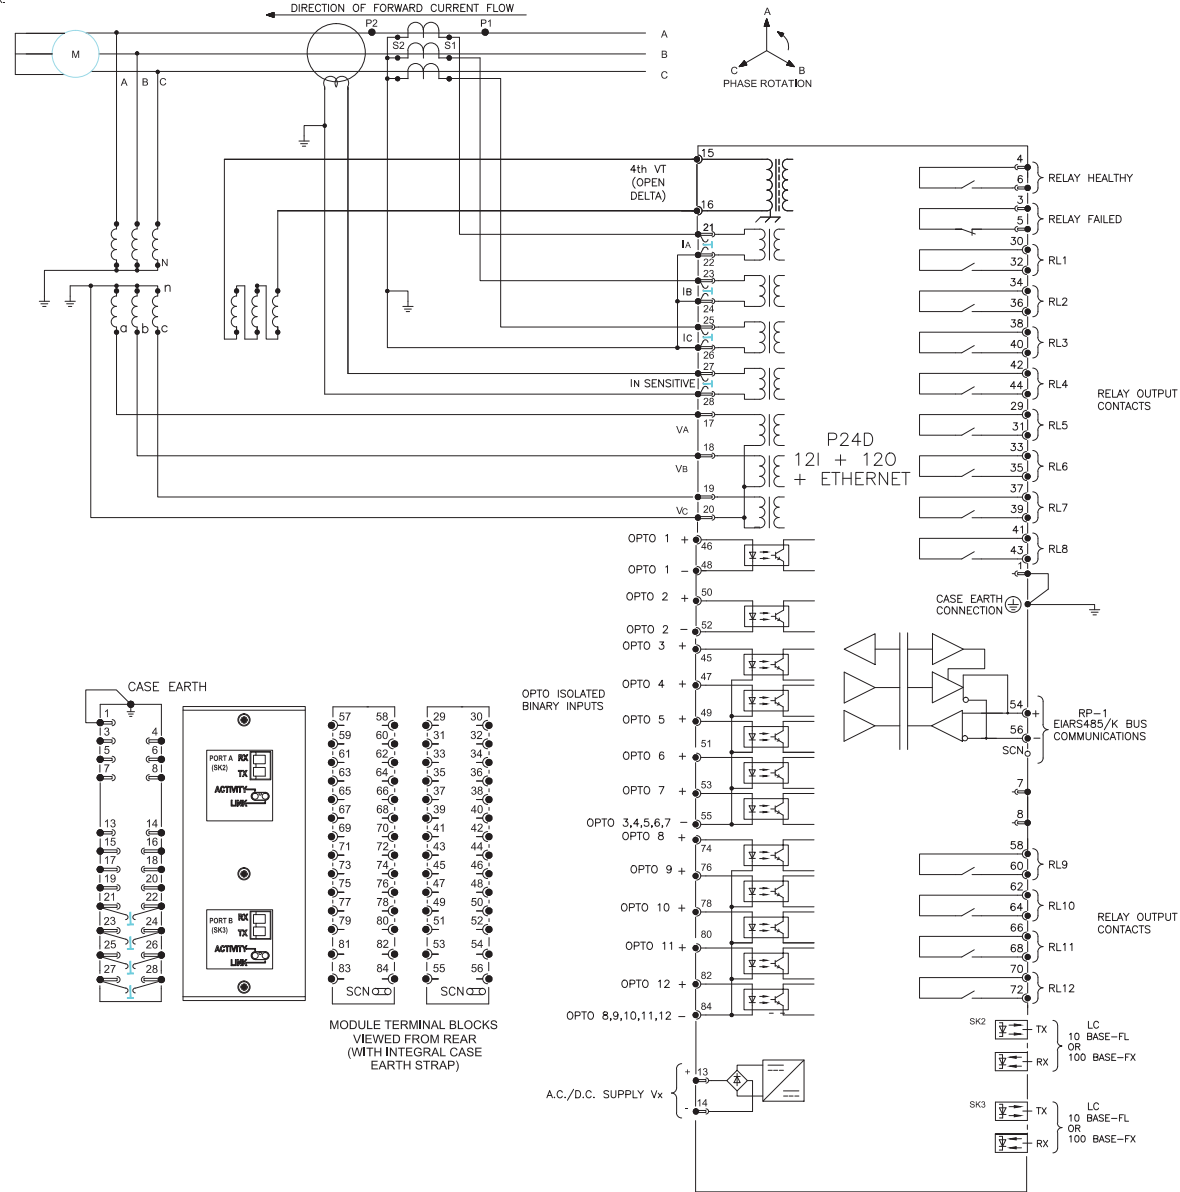 DIRECTION OF FORWARD CURRENT FLOW
P2
P1
S2
S1
A
B
C
M
A B C
A
C
B
PHASE ROTATION
N
n
a b c
4th VT
(OPEN
DELTA)
15
16
IA
21
22
IB
23
24
IC
25
26
IN SENSITIVE
27
28
VA
17
VB
18
19
VC
20
P24D
12I + 12O
+ ETHERNET
4
6
RELAY HEALTHY
3
5
RELAY FAILED
30
32
RL1
34
36
RL2
38
40
RL3
42
44
RL4
29
31
RL5
33
35
RL6
37
39
RL7
41
43
RL8
RELAY OUTPUT
CONTACTS
1
CASE EARTH
CONNECTION
OPTO 1 + 46
OPTO 1 - 48
OPTO 2 + 50
OPTO 2 - 52
OPTO 3 + 45
OPTO 4 + 47
OPTO 5 + 49
51
OPTO 6 +
OPTO 7 + 53
OPTO 3,4,5,6,7 - 55
OPTO 8 + 74
OPTO 9 + 76
OPTO 10 + 78
80
OPTO 11 +
OPTO 12 + 82
OPTO 8,9,10,11,12 - 84
OPTO ISOLATED
BINARY INPUTS
54 +
56 -
SCN
RP-1
EIARS485/K BUS
COMMUNICATIONS
7
8
58
60
RL9
62
64
RL10
66
68
RL11
70
72
RL12
RELAY OUTPUT
CONTACTS
SK2
TX
RX
LC
10 BASE-FL
OR
100 BASE-FX
SK3
TX
RX
LC
10 BASE-FL
OR
100 BASE-FX
A.C./D.C. SUPPLY Vx
+ 13
- 14
CASE EARTH
1
3 4
5 6
7 8
13 14
15 16
17 18
19 20
21 22
23 24
25 26
27 28
PORT A
(SK2)
RX
TX
ACTIVITY
LINK
PORT B
(SK3)
RX
TX
ACTIVITY
LINK
57 58
59 60
61 62
63 64
65 66
67 68
69 70
71 72
73 74
75 76
77 78
79 80
81 82
83 84
SCN
29 30
31 32
33 34
35 36
37 38
39 40
41 42
43 44
45 46
47 48
49 50
51 52
53 54
55 56
SCN
MODULE TERMINAL BLOCKS
VIEWED FROM REAR
(WITH INTEGRAL CASE
EARTH STRAP)